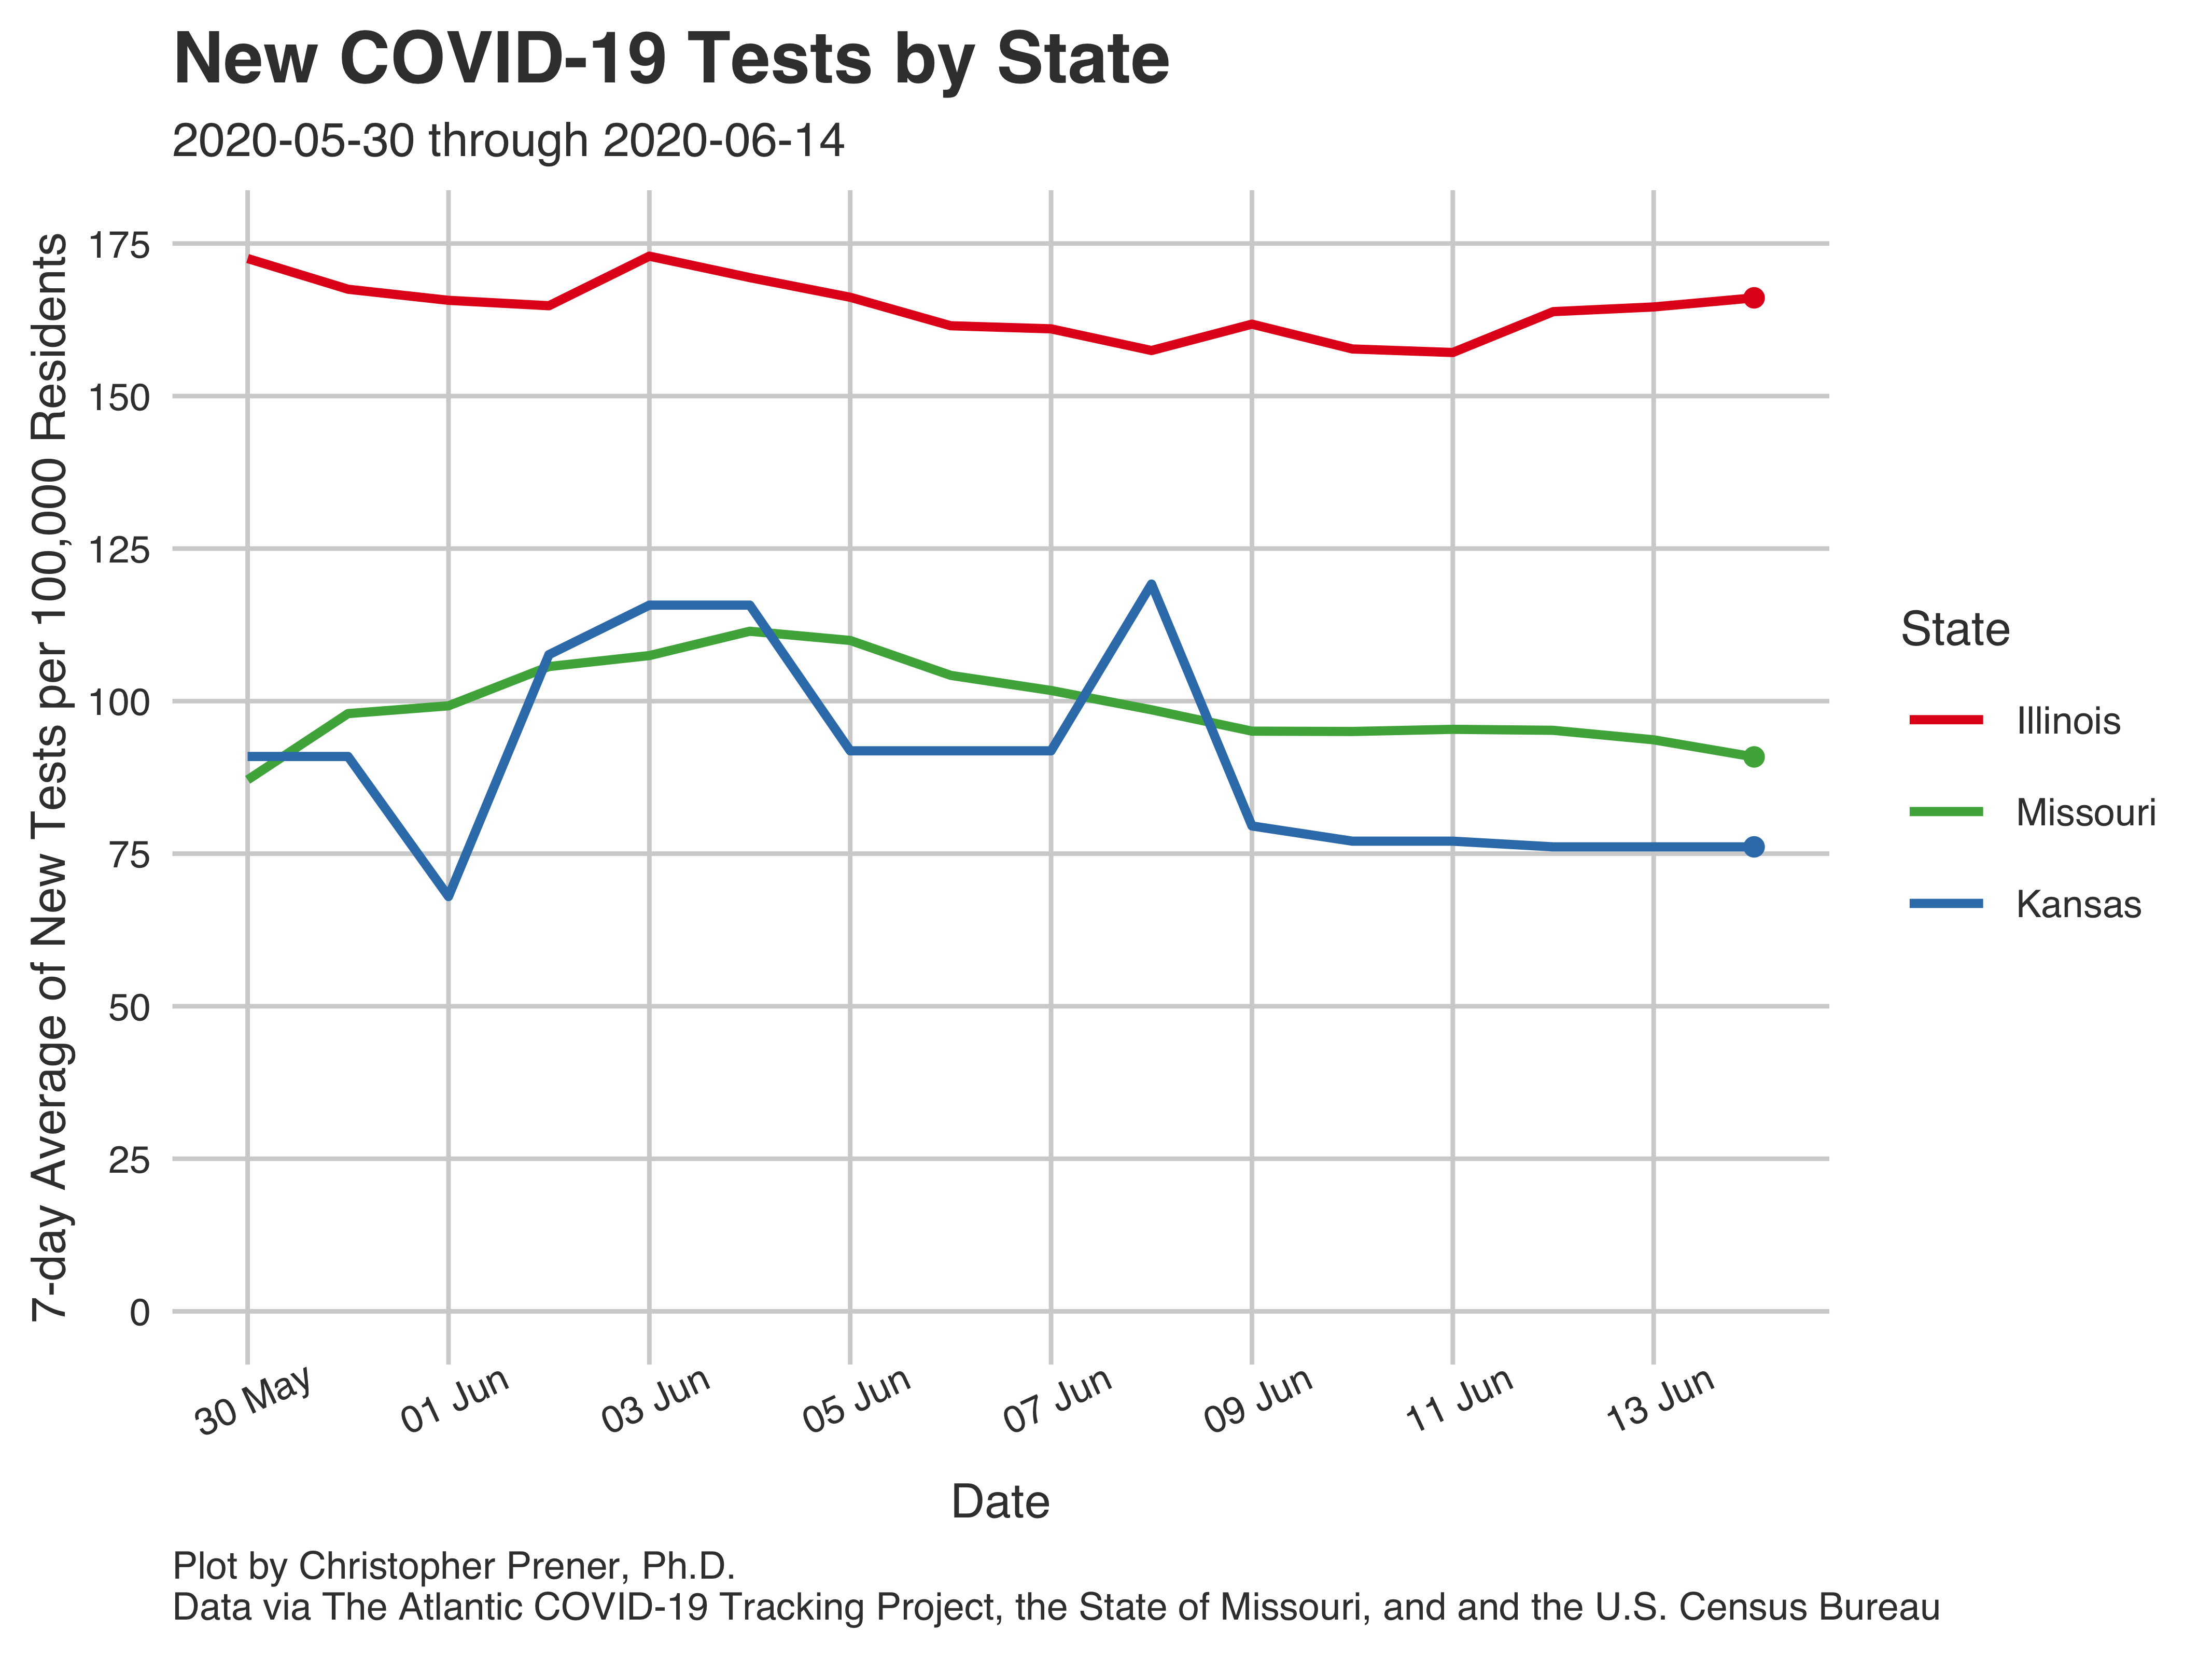 New COVID-19 Tests by State
2020-05-30 through 2020-06-14
7-day Average of New Tests per 100,000 Residents
175
150
125
100
75
50
25
0
30 May
01 Jun
03 Jun
05 Jun
07 Jun
09 Jun
11 Jun
13 Jun
Date
State
Illinois
Missouri
Kansas
Plot by Christopher Prener, Ph.D.
Data via The Atlantic COVID-19 Tracking Project, the State of Missouri, and and the U.S. Census Bureau